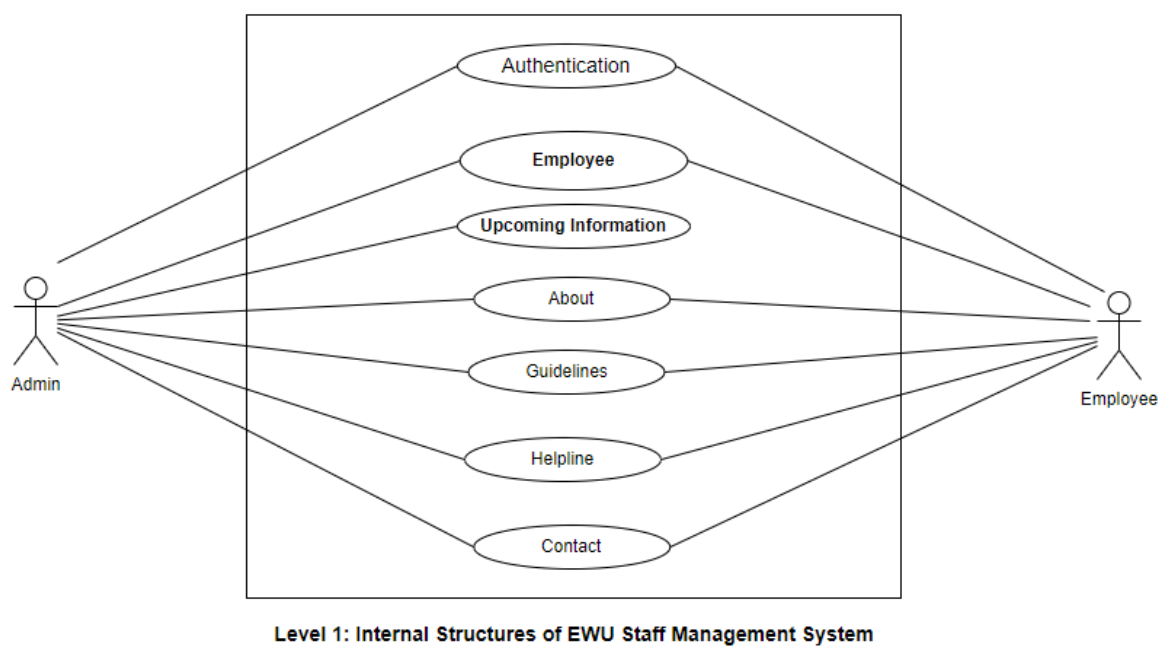 Authentication
Employee
Upcoming Information
About
Guidelines
Helpline
Contact
Admin
Employee
Level 1: Internal Structures of EWU Staff Management System